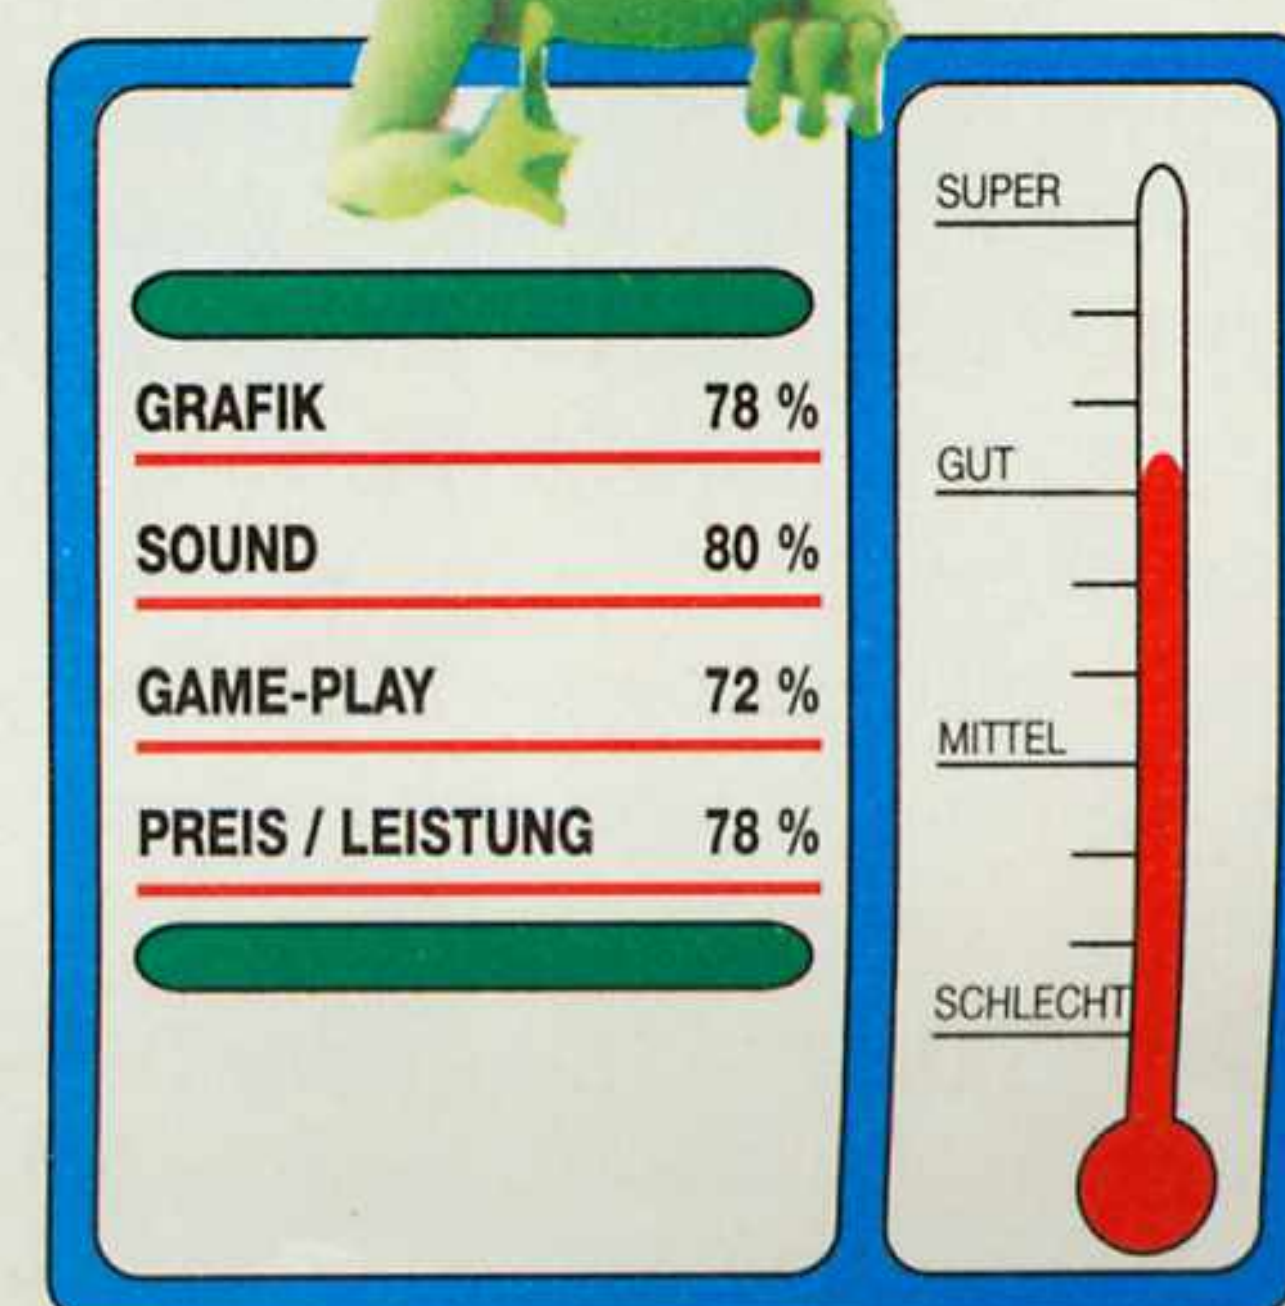 GRAFIK 78 %
SOUND 80 %
GAME-PLAY 72 %
PREIS / LEISTUNG 78 %
SUPER
GUT
MITTEL
SCHLECHT